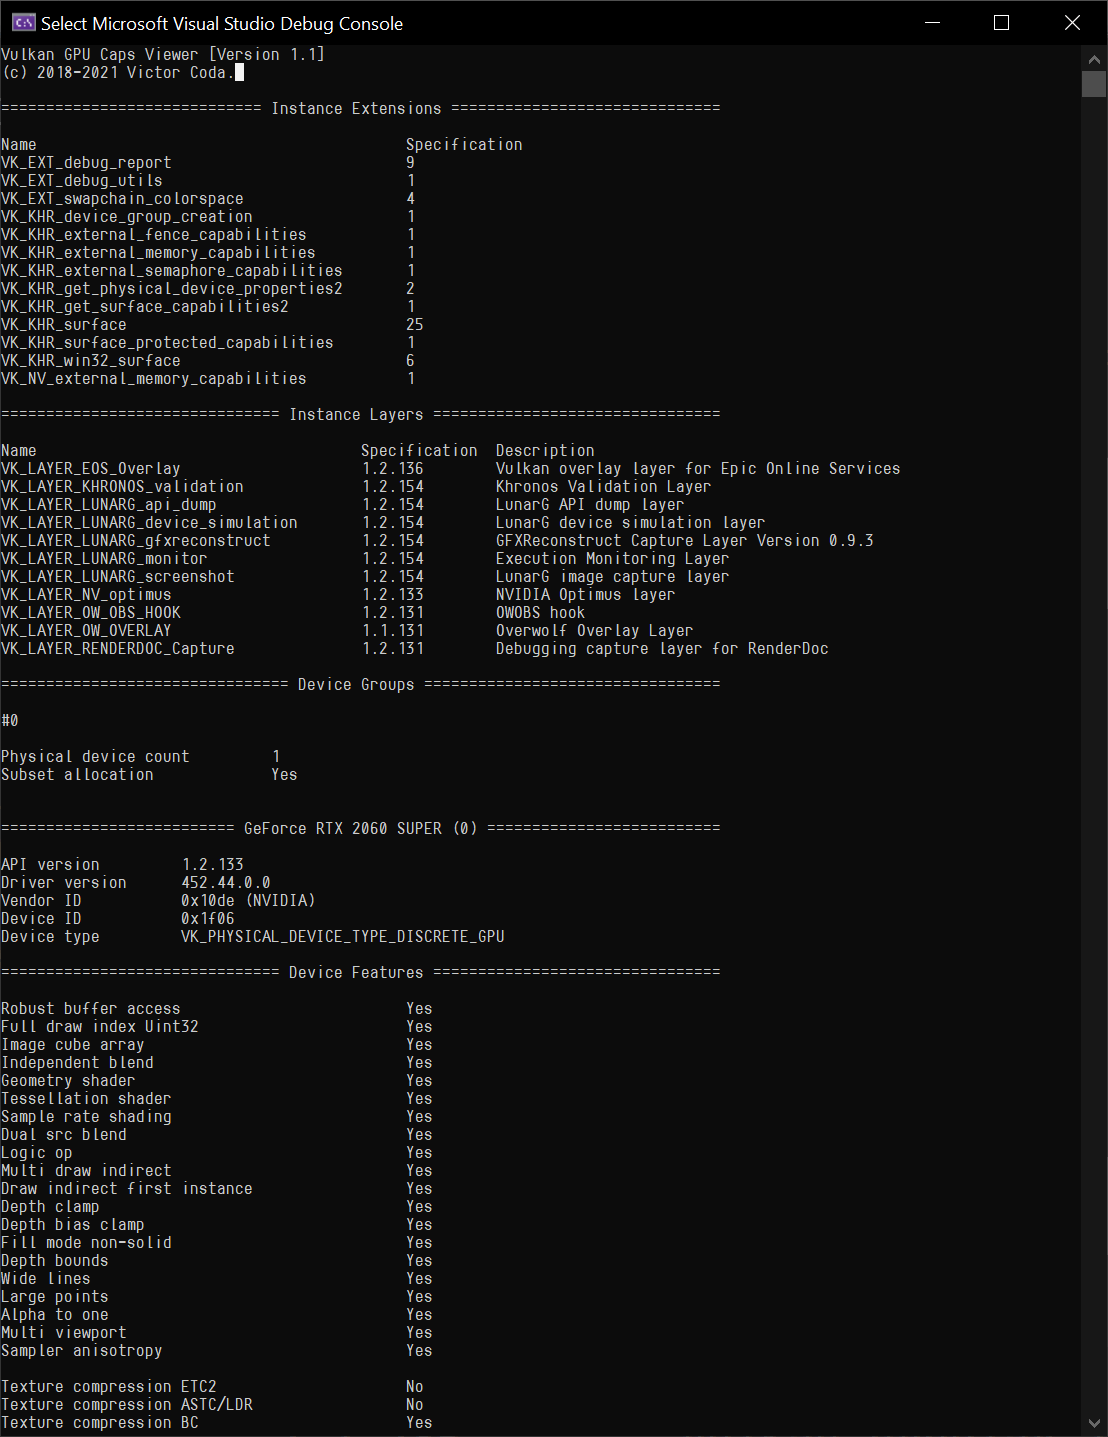 Select Microsoft Visual Studio Debug Console
Vulkan GPU Caps Viewer [Version 1.1]
(c) 2018-2021 Victor Coda.
============================= Instance Extensions ==============================
Name Specification
VK_EXT_debug_report 9
VK_EXT_debug_utils 1
VK_EXT_swapchain_colorspace 4
VK_KHR_device_group_creation 1
VK_KHR_external_fence_capabilities 1
VK_KHR_external_memory_capabilities 1
VK_KHR_external_semaphore_capabilities 1
VK_KHR_get_physical_device_properties2 2
VK_KHR_get_surface_capabilities2 1
VK_KHR_surface 25
VK_KHR_surface_protected_capabilities 1
VK_KHR_win32_surface 6
VK_NV_external_memory_capabilities 1
=============================== Instance Layers ================================
Name Specification Description
VK_LAYER_EOS_Overlay 1.2.136 Vulkan overlay layer for Epic Online Services
VK_LAYER_KHRONOS_validation 1.2.154 Khronos Validation Layer
VK_LAYER_LUNARG_api_dump 1.2.154 LunarG API dump layer
VK_LAYER_LUNARG_device_simulation 1.2.154 LunarG device simulation layer
VK_LAYER_LUNARG_gfxreconstruct 1.2.154 GFXReconstruct Capture Layer Version 0.9.3
VK_LAYER_LUNARG_monitor 1.2.154 Execution Monitoring Layer
VK_LAYER_LUNARG_screenshot 1.2.154 LunarG image capture layer
VK_LAYER_NV_optimus 1.2.133 NVIDIA Optimus layer
VK_LAYER_OW_OBS_HOOK 1.2.131 OWOBS hook
VK_LAYER_OW_OVERLAY 1.1.131 Overwolf Overlay Layer
VK_LAYER_RENDERDOC_Capture 1.2.131 Debugging capture layer for RenderDoc
================================ Device Groups =================================
#0
Physical device count 1
Subset allocation Yes
========================== GeForce RTX 2060 SUPER (0) ==========================
API version 1.2.133
Driver version 452.44.0.0
Vendor ID 0x10de (NVIDIA)
Device ID 0x1f06
Device type VK_PHYSICAL_DEVICE_TYPE_DISCRETE_GPU
=============================== Device Features ================================
Robust buffer access Yes
Full draw index Uint32 Yes
Image cube array Yes
Independent blend Yes
Geometry shader Yes
Tessellation shader Yes
Sample rate shading Yes
Dual src blend Yes
Logic op Yes
Multi draw indirect Yes
Draw indirect first instance Yes
Depth clamp Yes
Depth bias clamp Yes
Fill mode non-solid Yes
Depth bounds Yes
Wide lines Yes
Large points Yes
Alpha to one Yes
Multi viewport Yes
Sampler anisotropy Yes
Texture compression ETC2 No
Texture compression ASTC/LDR No
Texture compression BC Yes